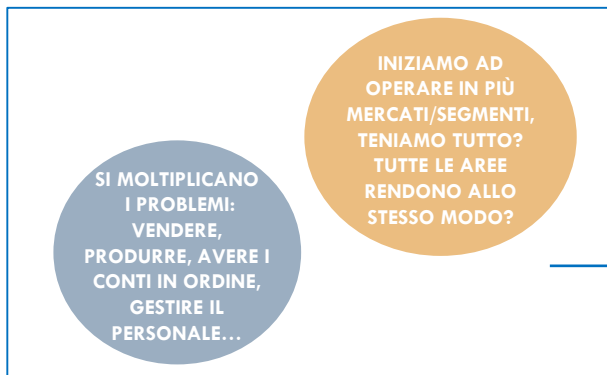 INIZIAMO AD
OPERARE IN PIÙ
MERCATI/SEGMENTI,
TENIAMO TUTTO?
TUTTE LE AREE
RENDONO ALLO
STESSO MODO?
SI MOLTIPLICANO
I PROBLEMI:
VENDERE,
PRODURRE, AVERE I
CONTI IN ORDINE,
GESTIRE IL
PERSONALE…